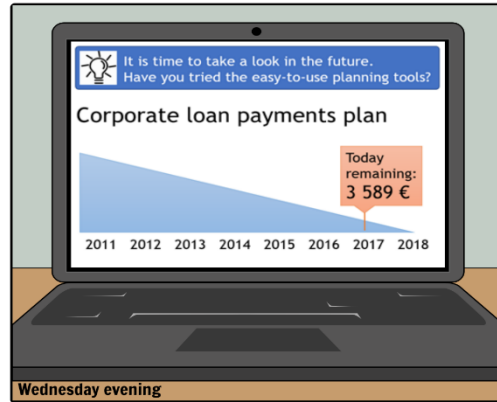 It is time to take a look in the future.
Have you tried the easy-to-use planning tools?
Corporate loan payments plan
Today
remaining:
3 589 €
2011 2012 2013 2014 2015 2016 2017 2018
Wednesday evening